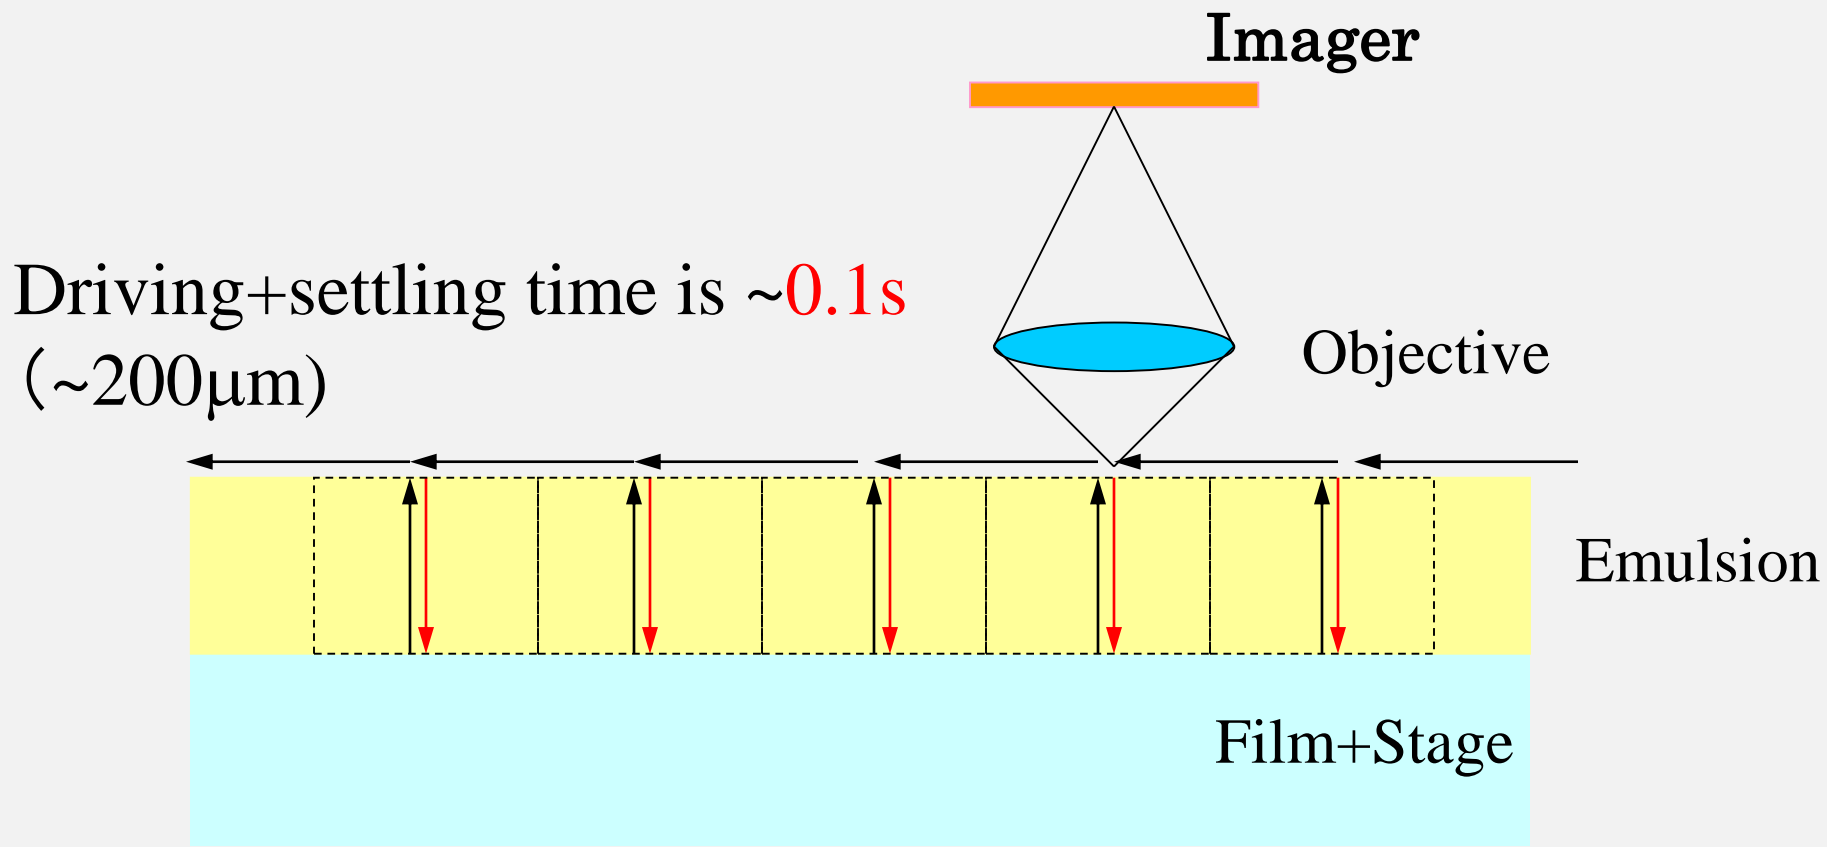 Imager
Driving+settling time is ~0.1s
（~200μm)
Objective
Emulsion
Film+Stage